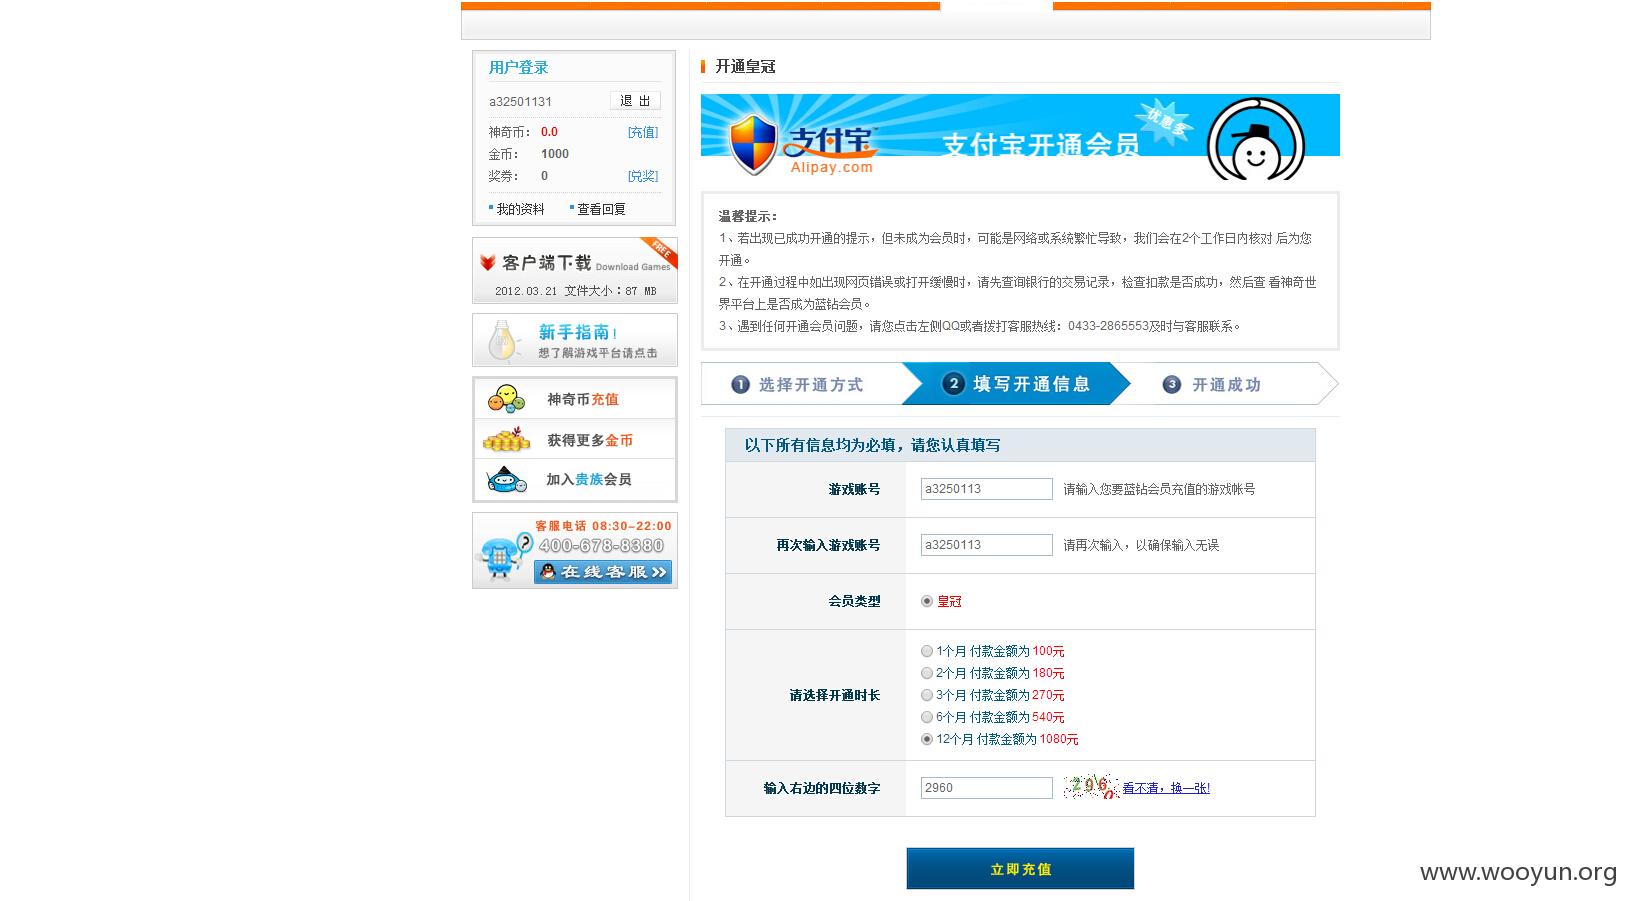 用户登录
a32501131
退 出
神奇币： 0.0 [充值]
金币： 1000
奖券： 0 [兑奖]
我的资料 查看回复
FREE
客户端下载 Download Games
2012.03.21 文件大小：87 MB
新手指南!
想了解游戏平台请点击
神奇币充值
获得更多金币
加入贵族会员
客服电话 08:30-22:00
400-678-8380
在线客服
开通皇冠
支付宝
Alipay.com
支付宝开通会员
优惠多
温馨提示：
1、若出现已成功开通的提示，但未成为会员时，可能是网络或系统繁忙导致，我们会在2个工作日内核对 后为您
开通。
2、在开通过程中如出现网页错误或打开缓慢时，请先查询银行的交易记录，检查扣款是否成功，然后查 看神奇世
界平台上是否成为蓝钻会员。
3、遇到任何开通会员问题，请您点击左侧QQ或者拨打客服热线：0433-2865553及时与客服联系。
1 选择开通方式 2 填写开通信息 3 开通成功
以下所有信息均为必填，请您认真填写
游戏账号 a3250113 请输入您要蓝钻会员充值的游戏帐号
再次输入游戏账号 a3250113 请再次输入，以确保输入无误
会员类型 皇冠
请选择开通时长
1个月 付款金额为 100元
2个月 付款金额为 180元
3个月 付款金额为 270元
6个月 付款金额为 540元
12个月 付款金额为 1080元
输入右边的四位数字 2960 2960 看不清，换一张!
立即充值
www.wooyun.org